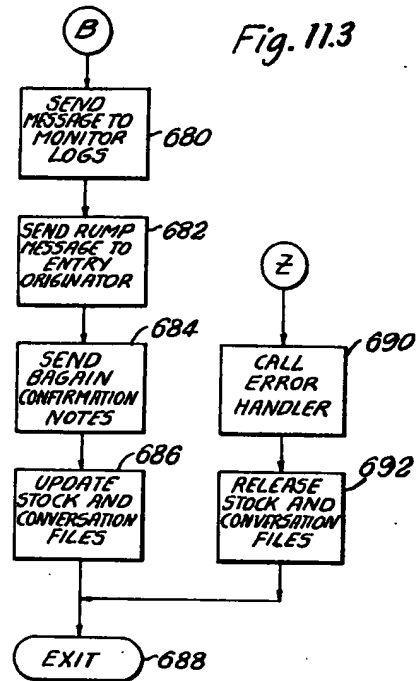 B
Fig. 11.3
SEND
MESSAGE TO
MONITOR
LOGS
680
SEND RUMP
MESSAGE TO
ENTRY
ORIGINATOR
682
Z
SEND
BAGAIN
CONFIRMATION
NOTES
684
CALL
ERROR
HANDLER
690
UPDATE
STOCK AND
CONVERSATION
FILES
686
RELEASE
STOCK AND
CONVERSATION
FILES
692
EXIT
688